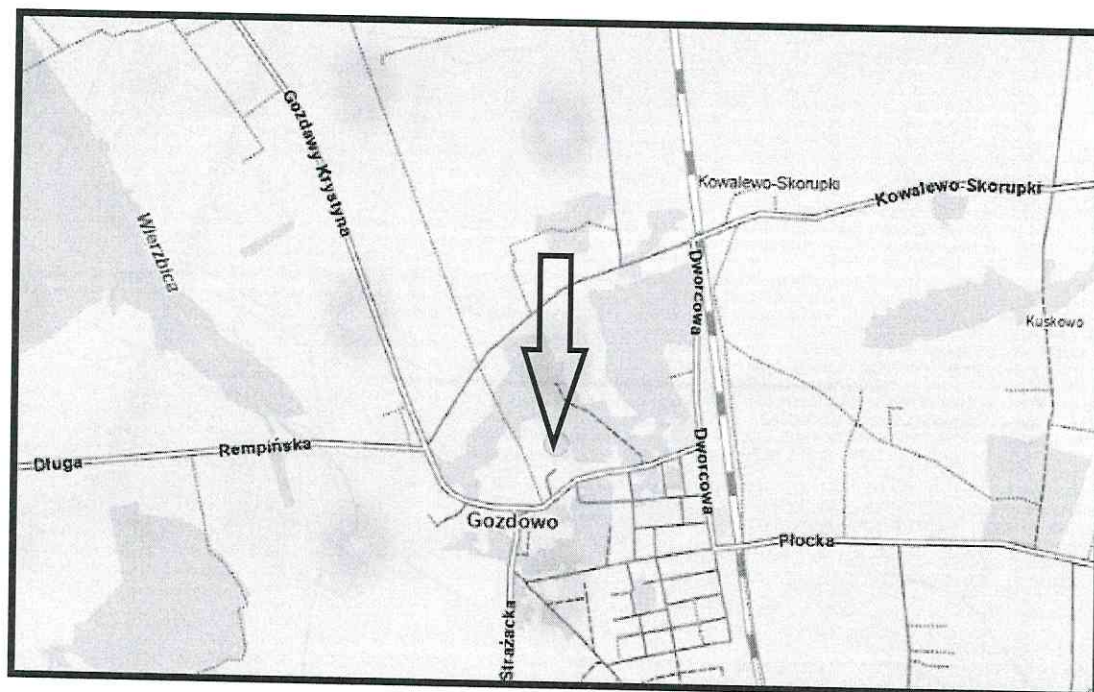 Gozdawy Krystyna
Wierzbica
Kowalewo-Skorupki
Kowalewo-Skorupki
Dworcowa
Kuskowo
Rempińska
Długa
Dworcowa
Gozdowo
Płocka
Strażacka